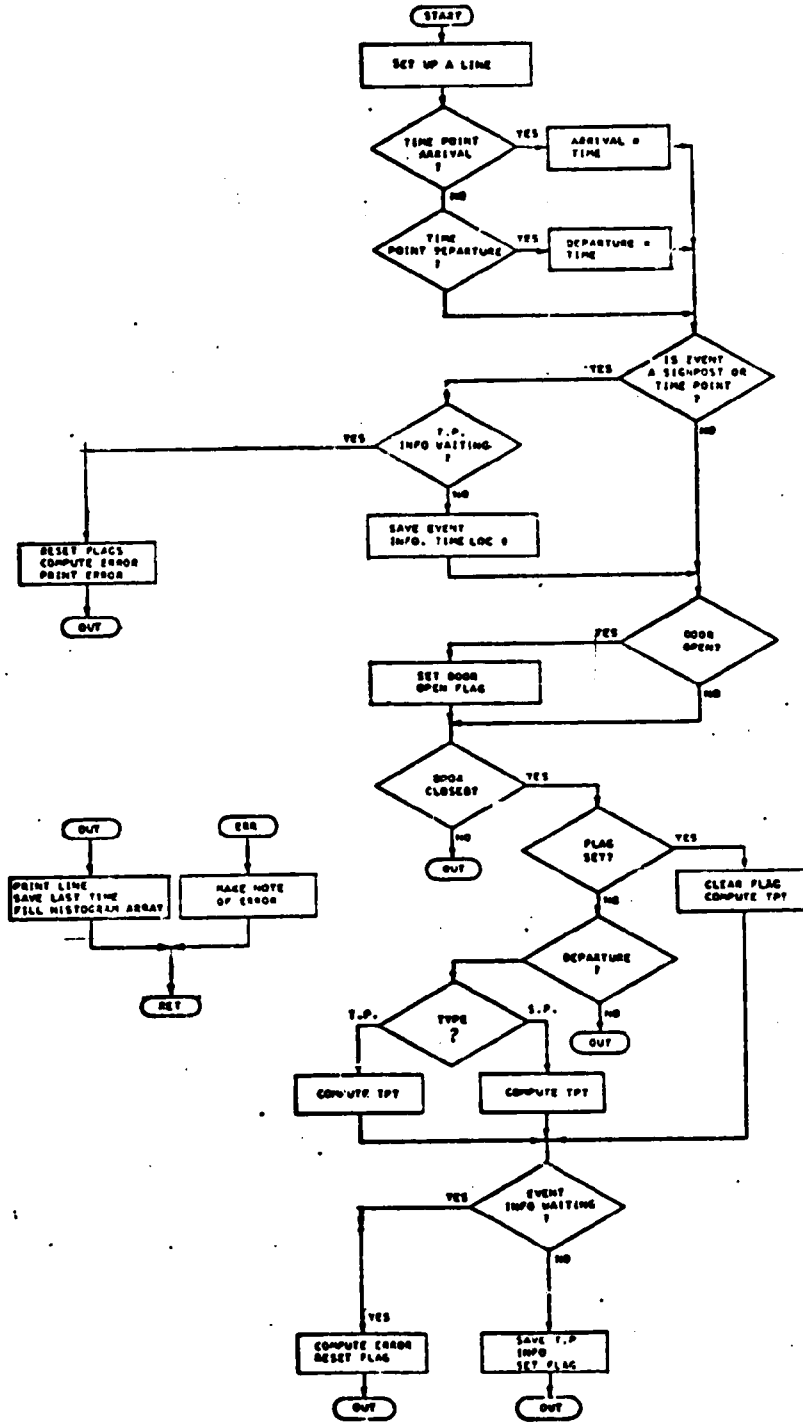 START
SET UP A LINE
TIME POINT
ARRIVAL
?
YES
ARRIVAL =
TIME
NO
TIME
POINT DEPARTURE
?
YES
DEPARTURE =
TIME
IS EVENT
A SIGNPOST OR
TIME POINT
?
YES
NO
T.P.
INFO WAITING
?
YES
NO
SAVE EVENT
INFO. TIME LOC #
RESET FLAGS
COMPUTE ERROR
PRINT ERROR
OUT
DOOR
OPEN?
YES
NO
SET DOOR
OPEN FLAG
DOOR
CLOSED?
YES
NO
OUT
FLAG
SET?
YES
NO
CLEAR FLAG
COMPUTE TPT
OUT
PRINT LINE
SAVE LAST TIME
FILL HISTOGRAM ARRAY
ERR
MAKE NOTE
OF ERROR
RET
DEPARTURE
?
NO
OUT
TYPE
?
T.P.
S.P.
COMPUTE TPT
COMPUTE TPT
EVENT
INFO WAITING
?
YES
NO
YES
COMPUTE ERROR
RESET FLAG
OUT
SAVE T.P
INFO
SET FLAG
OUT